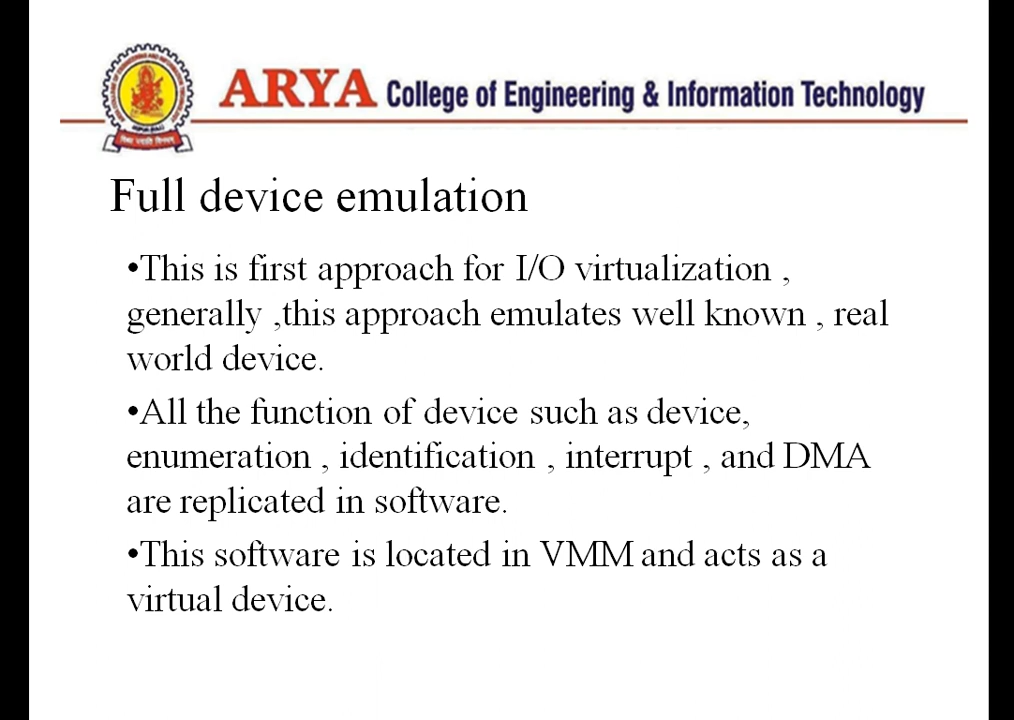 ARYA College of Engineering & Information Technology
Full device emulation
•This is first approach for I/O virtualization ,
generally ,this approach emulates well known , real
world device.
•All the function of device such as device,
enumeration , identification , interrupt , and DMA
are replicated in software.
•This software is located in VMM and acts as a
virtual device.